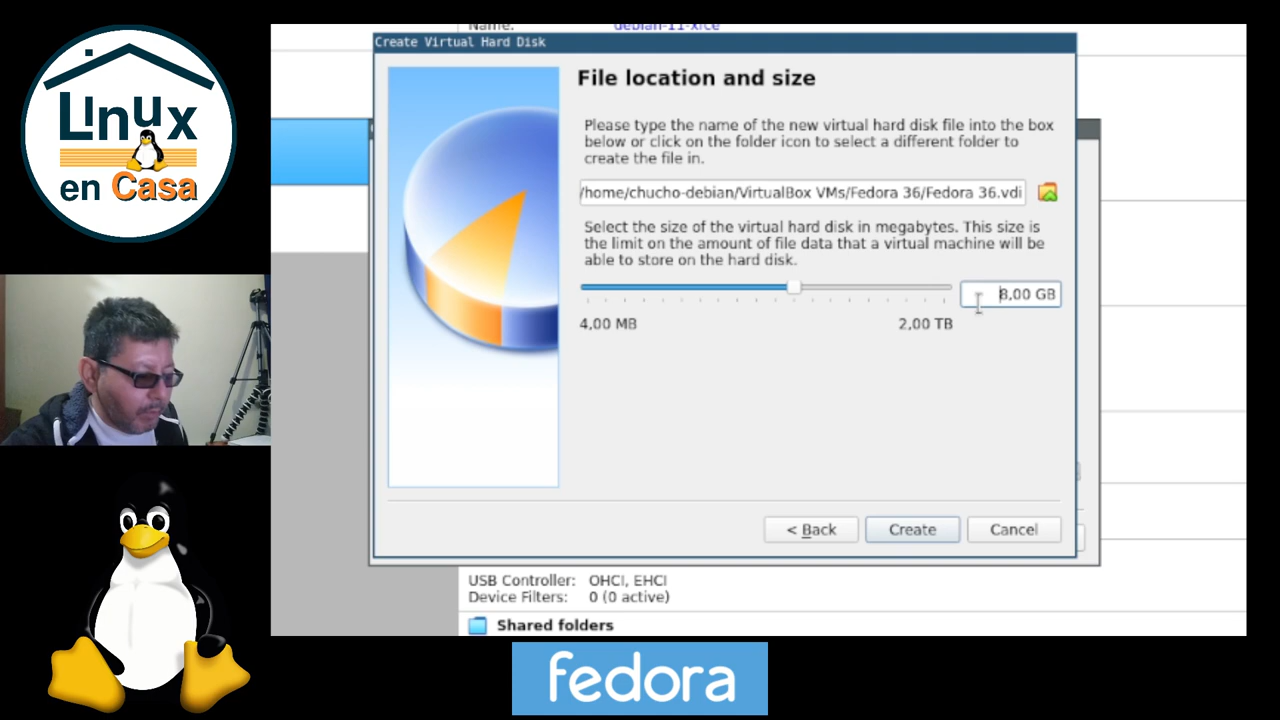 Linux
en Casa
Name: debian-11-xfce
Create Virtual Hard Disk
File location and size
Please type the name of the new virtual hard disk file into the box
below or click on the folder icon to select a different folder to
create the file in.
/home/chucho-debian/VirtualBox VMs/Fedora 36/Fedora 36.vdi
Select the size of the virtual hard disk in megabytes. This size is
the limit on the amount of file data that a virtual machine will be
able to store on the hard disk.
8,00 GB
4,00 MB 2,00 TB
< Back Create Cancel
USB Controller: OHCI, EHCI
Device Filters: 0 (0 active)
Shared folders
fedora